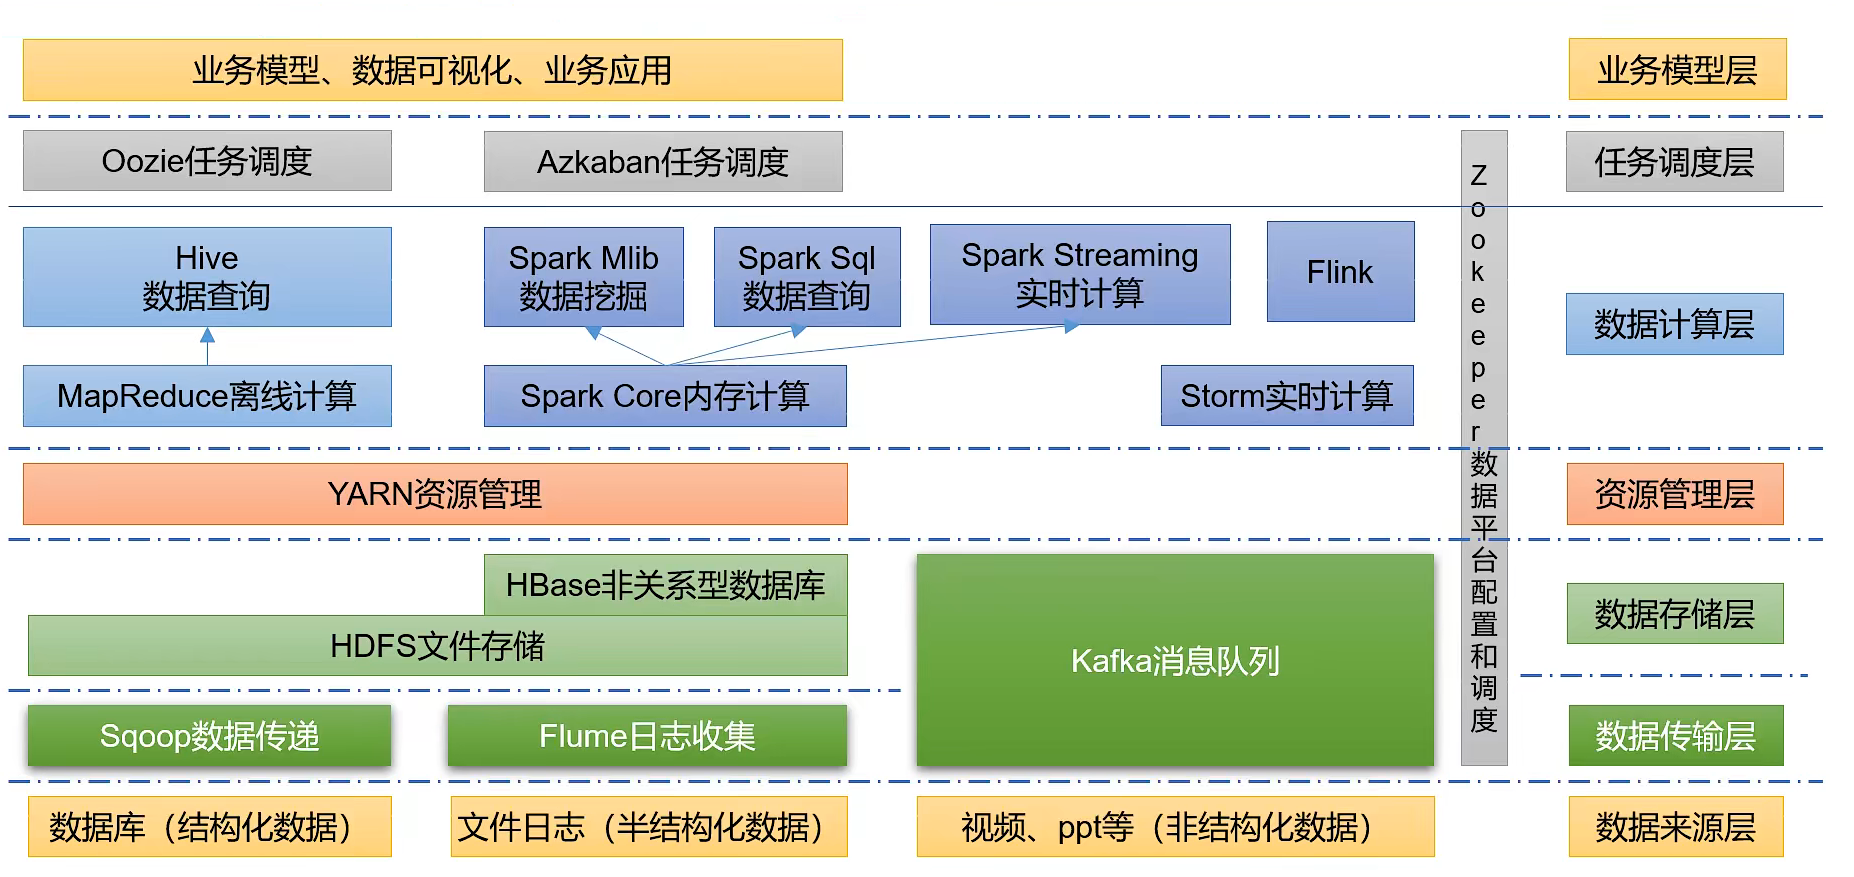 业务模型、数据可视化、业务应用
业务模型层
Oozie任务调度
Azkaban任务调度
任务调度层
Hive
数据查询
Spark Mlib
数据挖掘
Spark Sql
数据查询
Spark Streaming
实时计算
Flink
数据计算层
MapReduce离线计算
Spark Core内存计算
Storm实时计算
Zookeeper数据平台配置和调度
YARN资源管理
资源管理层
HBase非关系型数据库
HDFS文件存储
Kafka消息队列
数据存储层
Sqoop数据传递
Flume日志收集
数据传输层
数据库（结构化数据）
文件日志（半结构化数据）
视频、ppt等（非结构化数据）
数据来源层